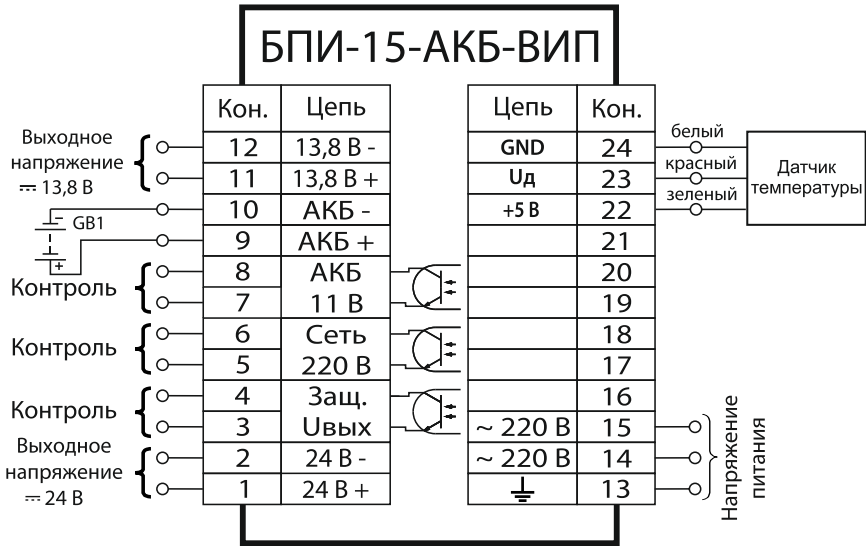 БПИ-15-АКБ-ВИП
Кон. Цепь
12 13,8 В -
11 13,8 В +
10 АКБ -
9 АКБ +
8 АКБ
7 11 В
6 Сеть
5 220 В
4 Защ.
3 Uвых
2 24 В -
1 24 В +
Выходное
напряжение
13,8 В
GB1
- +
Контроль
Контроль
Контроль
Выходное
напряжение
24 В
Цепь Кон.
GND 24
Uд 23
+5 В 22
21
20
19
18
17
16
~ 220 В 15
~ 220 В 14
13
белый
красный
зеленый
Датчик
температуры
Напряжение
питания